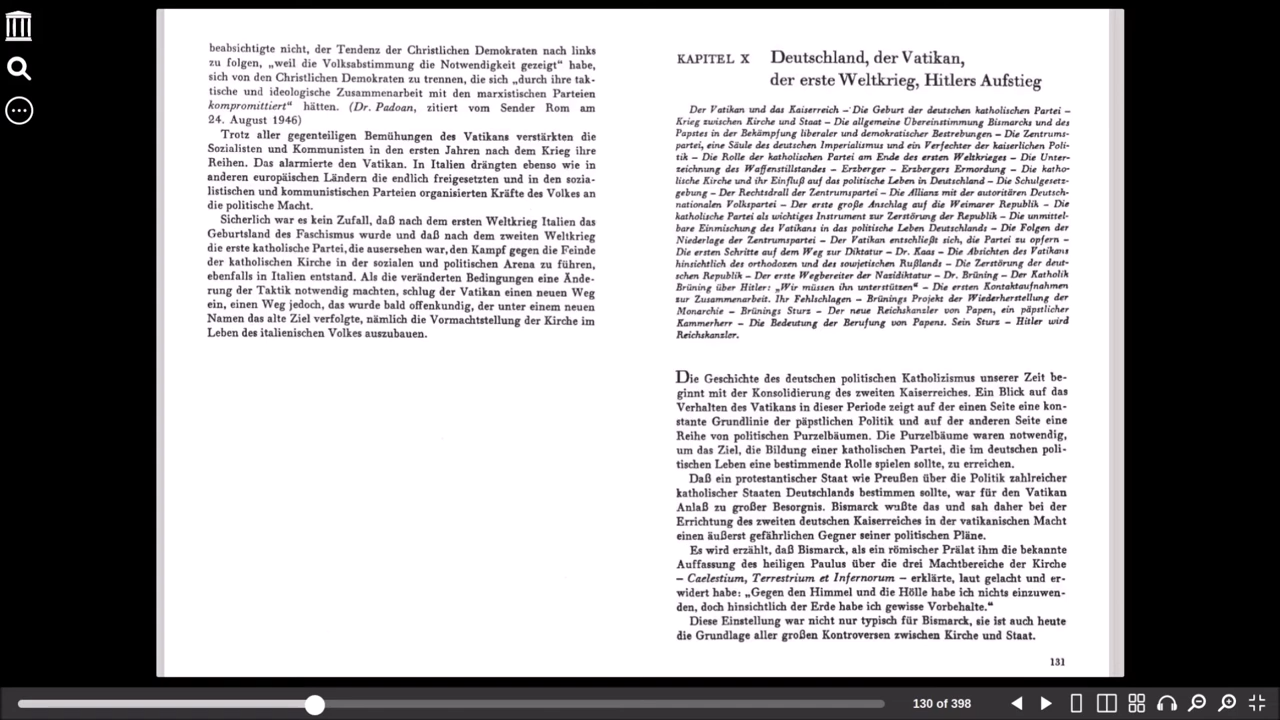 beabsichtigte nicht, der Tendenz der Christlichen Demokraten nach links
zu folgen, „weil die Volksabstimmung die Notwendigkeit gezeigt“ habe,
sich von den Christlichen Demokraten zu trennen, die sich „durch ihre tak-
tische und ideologische Zusammenarbeit mit den marxistischen Parteien
kompromittiert“ hätten. (Dr. Padoan, zitiert vom Sender Rom am
24. August 1946)
Trotz aller gegenteiligen Bemühungen des Vatikans verstärkten die
Sozialisten und Kommunisten in den ersten Jahren nach dem Krieg ihre
Reihen. Das alarmierte den Vatikan. In Italien drängten ebenso wie in
anderen europäischen Ländern die endlich freigesetzten und in den sozia-
listischen und kommunistischen Parteien organisierten Kräfte des Volkes an
die politische Macht.
Sicherlich war es kein Zufall, daß nach dem ersten Weltkrieg Italien das
Geburtsland des Faschismus wurde und daß nach dem zweiten Weltkrieg
die erste katholische Partei, die ausersehen war, den Kampf gegen die Feinde
der katholischen Kirche in der sozialen und politischen Arena zu führen,
ebenfalls in Italien entstand. Als die veränderten Bedingungen eine Ände-
rung der Taktik notwendig machten, schlug der Vatikan einen neuen Weg
ein, einen Weg jedoch, das wurde bald offenkundig, der unter einem neuen
Namen das alte Ziel verfolgte, nämlich die Vormachtstellung der Kirche im
Leben des italienischen Volkes auszubauen.
KAPITEL X Deutschland, der Vatikan,
der erste Weltkrieg, Hitlers Aufstieg
Der Vatikan und das Kaiserreich – Die Geburt der deutschen katholischen Partei –
Krieg zwischen Kirche und Staat – Die allgemeine Übereinstimmung Bismarcks und des
Papstes in der Bekämpfung liberaler und demokratischer Bestrebungen – Die Zentrums-
partei, eine Säule des deutschen Imperialismus und ein Verfechter der kaiserlichen Poli-
tik – Die Rolle der katholischen Partei am Ende des ersten Weltkrieges – Die Unter-
zeichnung des Waffenstillstandes – Erzberger – Erzbergers Ermordung – Die katho-
lische Kirche und ihr Einfluß auf das politische Leben in Deutschland – Die Schulgesetz-
gebung – Der Rechtsdrall der Zentrumspartei – Die Allianz mit der autoritären Deutsch-
nationalen Volkspartei – Der erste große Anschlag auf die Weimarer Republik – Die
katholische Partei als wichtiges Instrument zur Zerstörung der Republik – Die unmittel-
bare Einmischung des Vatikans in das politische Leben Deutschlands – Die Folgen der
Niederlage der Zentrumspartei – Der Vatikan entschließt sich, die Partei zu opfern –
Die ersten Schritte auf dem Weg zur Diktatur – Dr. Kaas – Die Absichten des Vatikans
hinsichtlich des orthodoxen und des sowjetischen Rußlands – Die Zerstörung der deut-
schen Republik – Der erste Wegbereiter der Nazidiktatur – Dr. Brüning – Der Katholik
Brüning über Hitler: „Wir müssen ihn unterstützen“ – Die ersten Kontaktaufnahmen
zur Zusammenarbeit. Ihr Fehlschlagen – Brünings Projekt der Wiederherstellung der
Monarchie – Brünings Sturz – Der neue Reichskanzler von Papen, ein päpstlicher
Kammerherr – Die Bedeutung der Berufung von Papens. Sein Sturz – Hitler wird
Reichskanzler.
Die Geschichte des deutschen politischen Katholizismus unserer Zeit be-
ginnt mit der Konsolidierung des zweiten Kaiserreiches. Ein Blick auf das
Verhalten des Vatikans in dieser Periode zeigt auf der einen Seite eine kon-
stante Grundlinie der päpstlichen Politik und auf der anderen Seite eine
Reihe von politischen Purzelbäumen. Die Purzelbäume waren notwendig,
um das Ziel, die Bildung einer katholischen Partei, die im deutschen poli-
tischen Leben eine bestimmende Rolle spielen sollte, zu erreichen.
Daß ein protestantischer Staat wie Preußen über die Politik zahlreicher
katholischer Staaten Deutschlands bestimmen sollte, war für den Vatikan
Anlaß zu großer Besorgnis. Bismarck wußte das und sah daher bei der
Errichtung des zweiten deutschen Kaiserreiches in der vatikanischen Macht
einen äußerst gefährlichen Gegner seiner politischen Pläne.
Es wird erzählt, daß Bismarck, als ein römischer Prälat ihm die bekannte
Auffassung des heiligen Paulus über die drei Machtbereiche der Kirche
– Caelestium, Terrestrium et Infernorum – erklärte, laut gelacht und er-
widert habe: „Gegen den Himmel und die Hölle habe ich nichts einzuwen-
den, doch hinsichtlich der Erde habe ich gewisse Vorbehalte.“
Diese Einstellung war nicht nur typisch für Bismarck, sie ist auch heute
die Grundlage aller großen Kontroversen zwischen Kirche und Staat.
131
130 of 398